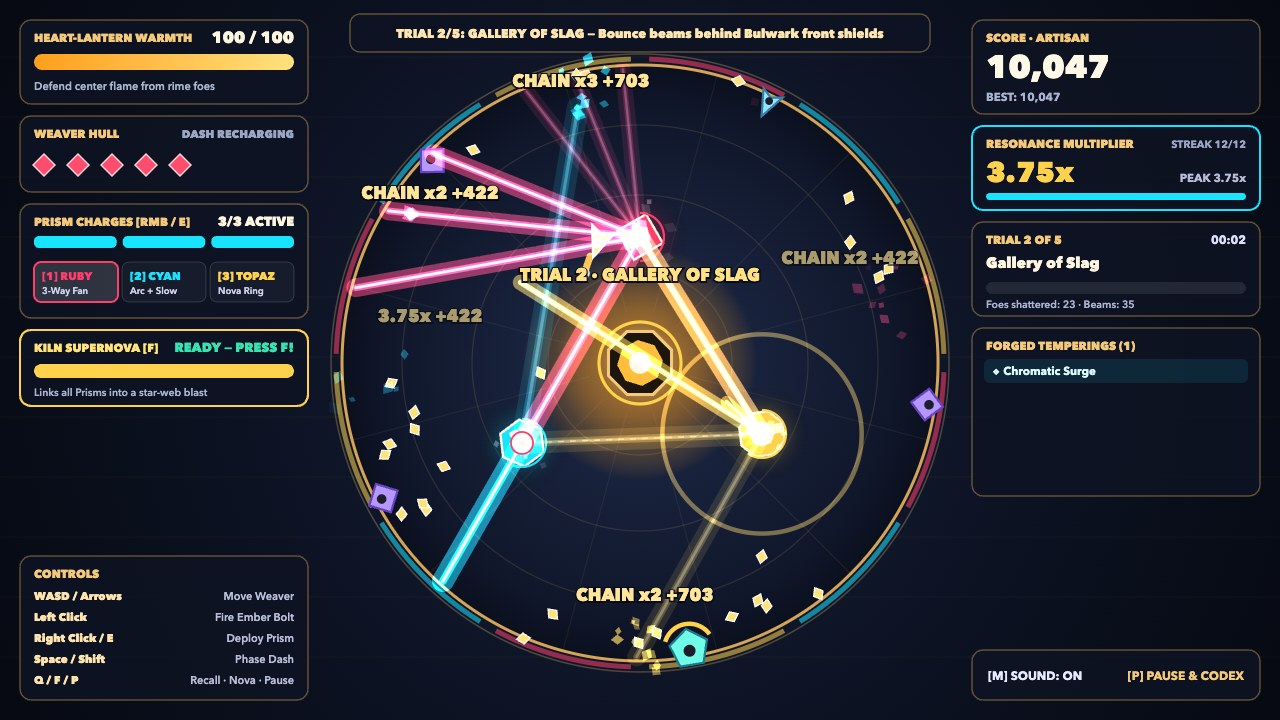 HEART-LANTERN WARMTH 100 / 100
Defend center flame from rime foes
WEAVER HULL DASH RECHARGING
PRISM CHARGES [RMB / E] 3/3 ACTIVE
[1] RUBY
3-Way Fan
[2] CYAN
Arc + Slow
[3] TOPAZ
Nova Ring
KILN SUPERNOVA [F] READY – PRESS F!
Links all Prisms into a star-web blast
CONTROLS
WASD / Arrows Move Weaver
Left Click Fire Ember Bolt
Right Click / E Deploy Prism
Space / Shift Phase Dash
Q / F / P Recall · Nova · Pause
TRIAL 2/5: GALLERY OF SLAG – Bounce beams behind Bulwark front shields
CHAIN x3 +703
CHAIN x2 +422
CHAIN x2 +422
TRIAL 2 · GALLERY OF SLAG
3.75x +422
CHAIN x2 +703
SCORE · ARTISAN
10,047
BEST: 10,047
RESONANCE MULTIPLIER STREAK 12/12
3.75x PEAK 3.75x
TRIAL 2 OF 5 00:02
Gallery of Slag
Foes shattered: 23 · Beams: 35
FORGED TEMPERINGS (1)
◆ Chromatic Surge
[M] SOUND: ON [P] PAUSE & CODEX